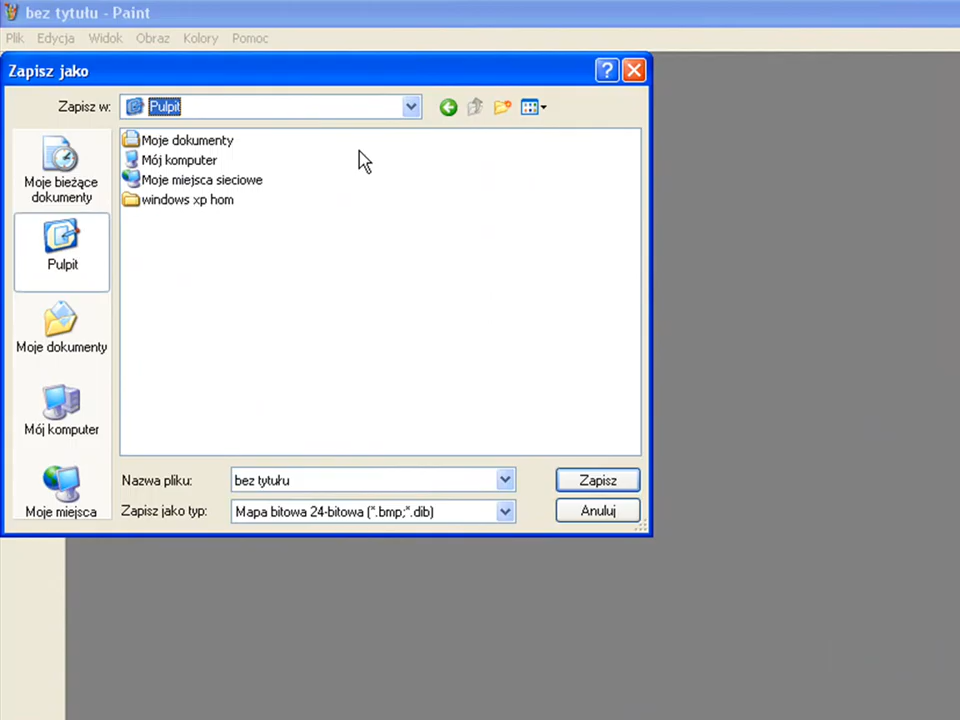 bez tytułu - Paint
Plik Edycja Widok Obraz Kolory Pomoc
Zapisz jako
Zapisz w: Pulpit
Moje bieżące
dokumenty
Pulpit
Moje dokumenty
Mój komputer
Moje miejsca
Moje dokumenty
Mój komputer
Moje miejsca sieciowe
windows xp hom
Nazwa pliku: bez tytułu Zapisz
Zapisz jako typ: Mapa bitowa 24-bitowa (*.bmp;*.dib) Anuluj